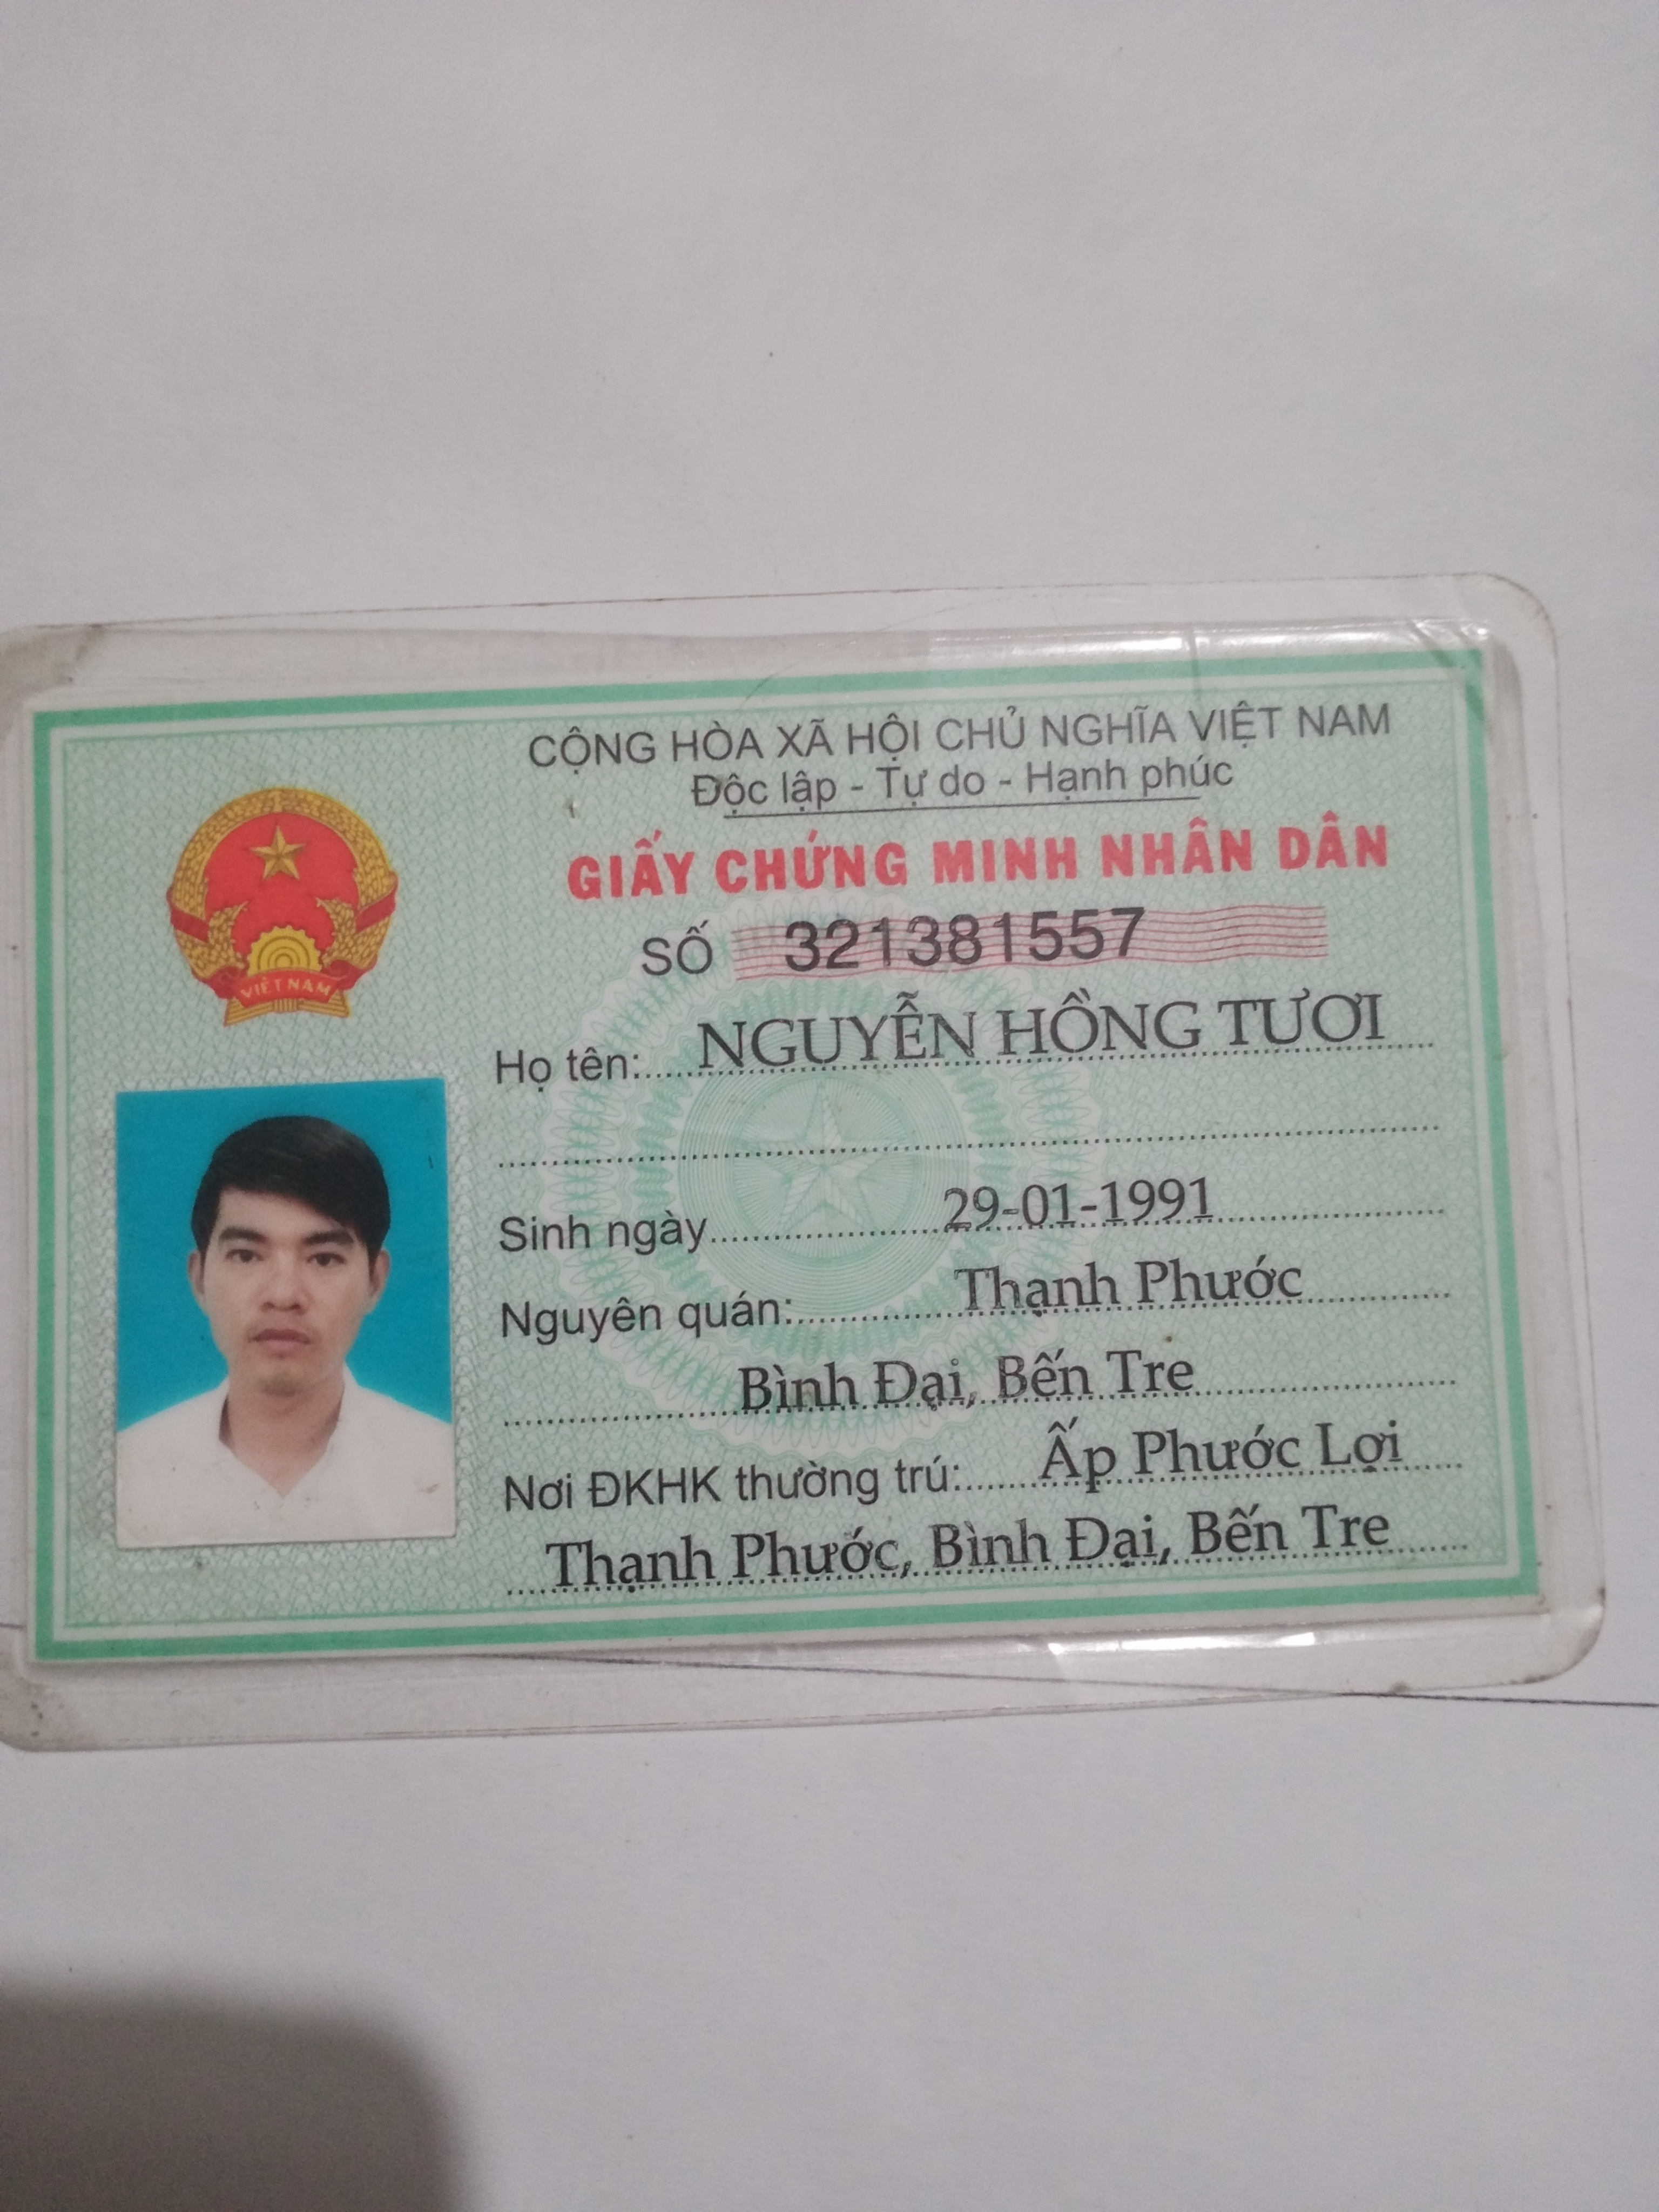 CỘNG HÒA XÃ HỘI CHỦ NGHĨA VIỆT NAM
Độc lập - Tự do - Hạnh phúc
GIẤY CHỨNG MINH NHÂN DÂN
SỐ 321381557
VIỆT NAM
Họ tên: NGUYỄN HỒNG TƯƠI
Sinh ngày 29-01-1991
Nguyên quán: Thạnh Phước
Bình Đại, Bến Tre
Nơi ĐKHK thường trú: Ấp Phước Lợi
Thạnh Phước, Bình Đại, Bến Tre